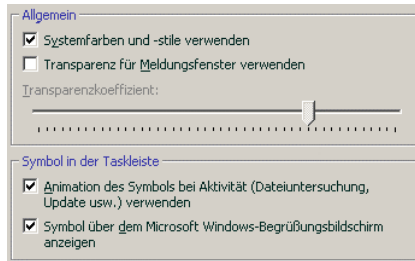 Allgemein
Systemfarben und -stile verwenden
Transparenz für Meldungsfenster verwenden
Transparenzkoeffizient:
Symbol in der Taskleiste
Animation des Symbols bei Aktivität (Dateiuntersuchung,
Update usw.) verwenden
Symbol über dem Microsoft Windows-Begrüßungsbildschirm
anzeigen